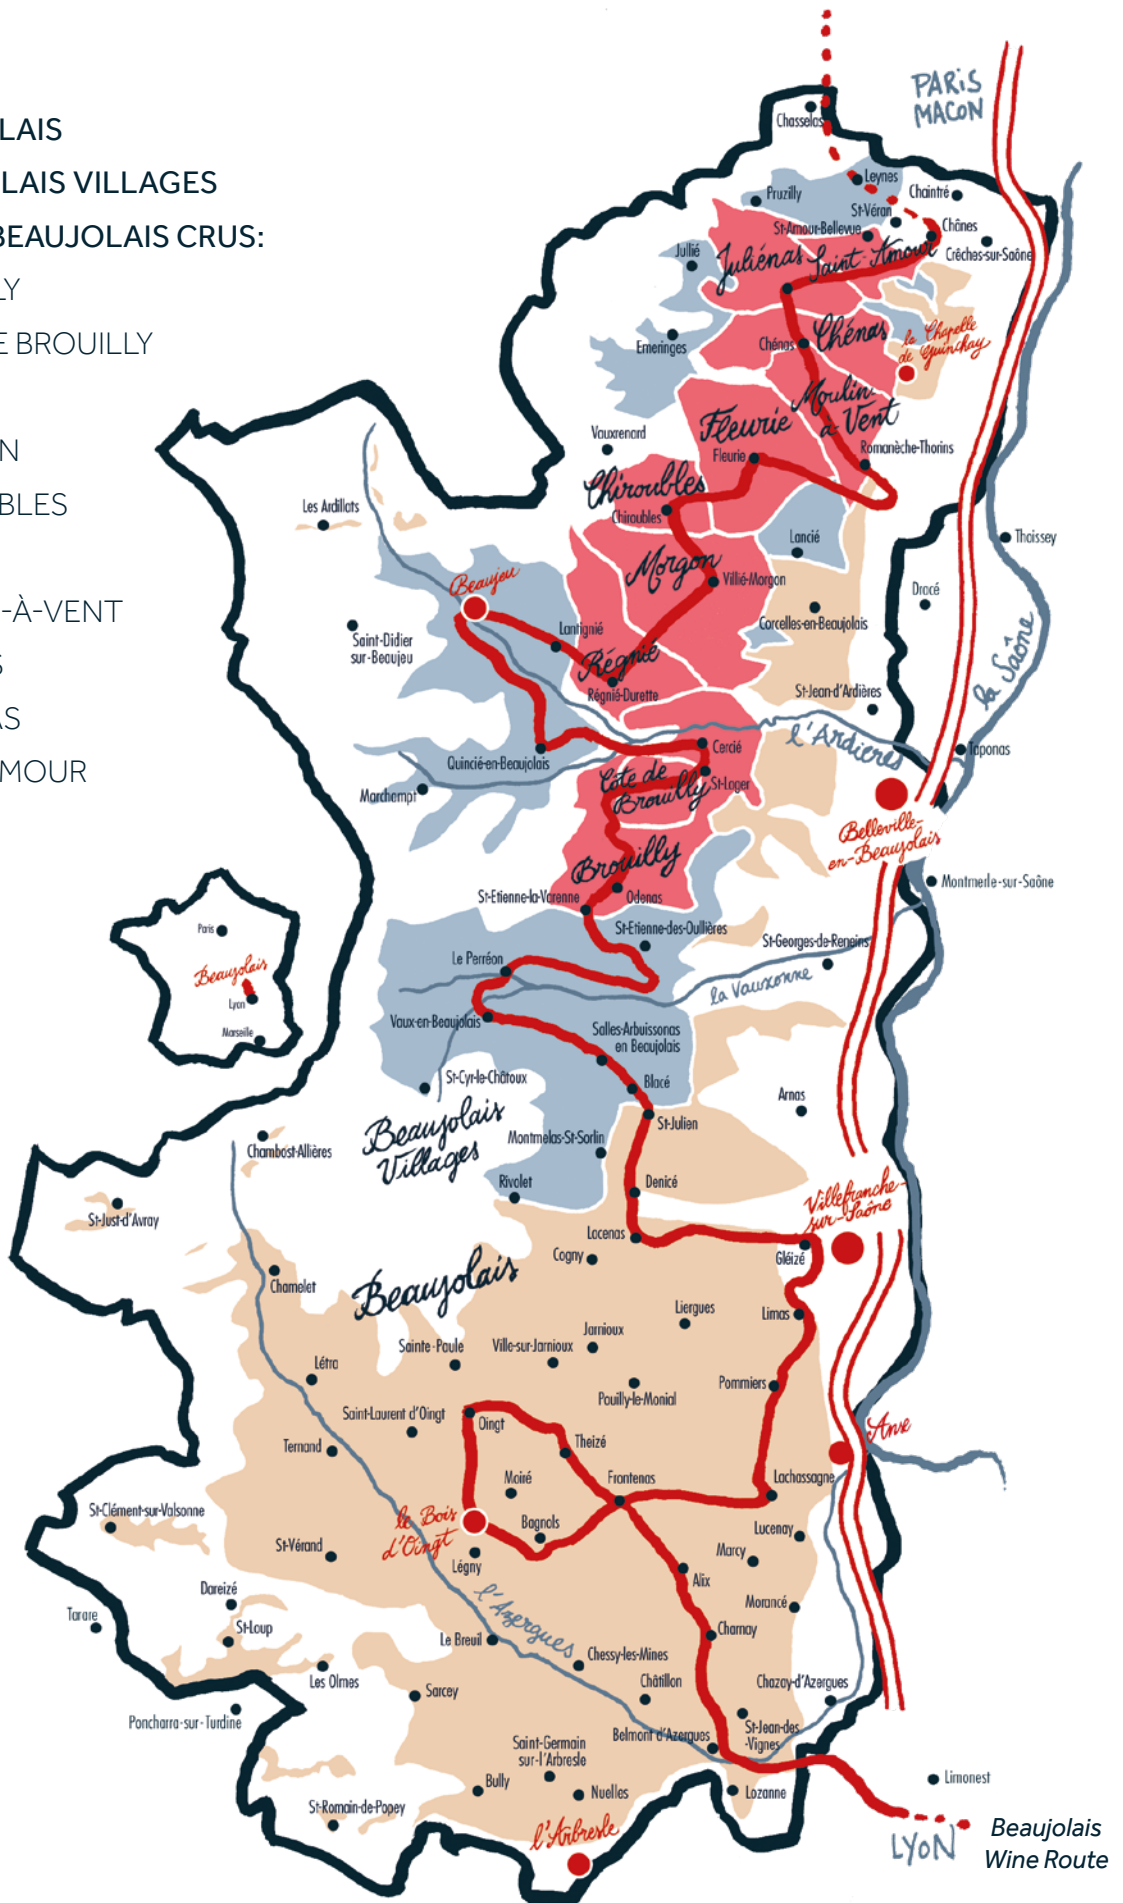 LAIS
LAIS VILLAGES
BEAUJOLAIS CRUS:
LY
E BROUILLY
N
BLES
-À-VENT
S
AS
MOUR
PARIS
MACON
Chasselas
Leynes
Pruzilly
Chaintré
St-Véran
Chânes
St-Amour-Bellevue
Crêches-sur-Saône
Jullié
Juliénas
Saint-Amour
Emeringes
Chénas
Chénas
la Chapelle
de Guinchay
Moulin-
à-Vent
Fleurie
Vauxrenard
Fleurie
Romanèche-Thorins
Chiroubles
Chiroubles
Les Ardillats
Lancié
Thoissey
Morgon
Villié-Morgon
Beaujeu
Dracé
Corcelles-en-Beaujolais
Lantignié
Saint-Didier
sur-Beaujeu
Régnié
Régnié-Durette
la Saône
St-Jean-d'Ardières
l'Ardières
Cercié
Taponas
Quincié-en-Beaujolais
Marchampt
Côte de
Brouilly
St-Lager
Belleville-
en-Beaujolais
Brouilly
Montmerle-sur-Saône
St-Etienne-la-Varenne
Odenas
St-Etienne-des-Oullières
St-Georges-de-Reneins
Paris
Beaujolais
Lyon
Marseille
Le Perréon
la Vauxonne
Vaux-en-Beaujolais
Salles-Arbuissonas
en Beaujolais
St-Cyr-le-Châtoux
Blacé
Arnas
St-Julien
Beaujolais
Villages
Montmelas-St-Sorlin
Chambost-Allières
Rivolet
Denicé
Villefranche-
sur-Saône
St-Just-d'Avray
Lacenas
Cogny
Gléizé
Beaujolais
Chamelet
Liergues
Limas
Jarnioux
Sainte-Paule
Ville-sur-Jarnioux
Létra
Pouilly-le-Monial
Pommiers
Saint-Laurent d'Oingt
Oingt
Anse
Ternand
Theizé
Moiré
Frontenas
Lachassagne
St-Clément-sur-Valsonne
le Bois
d'Oingt
Bagnols
Lucenay
St-Vérand
Légny
Marcy
Alix
Dareizé
l'Azergues
Morancé
Tarare
St-Loup
Charnay
Le Breuil
Chessy-les-Mines
Les Olmes
Châtillon
Chazay-d'Azergues
Sarcey
Poncharra-sur-Turdine
Belmont d'Azergues
St-Jean-des
-Vignes
Saint-Germain
sur-l'Arbresle
Bully
Nuelles
Lozanne
Limonest
St-Romain-de-Popey
l'Arbresle
LYON
Beaujolais
Wine Route